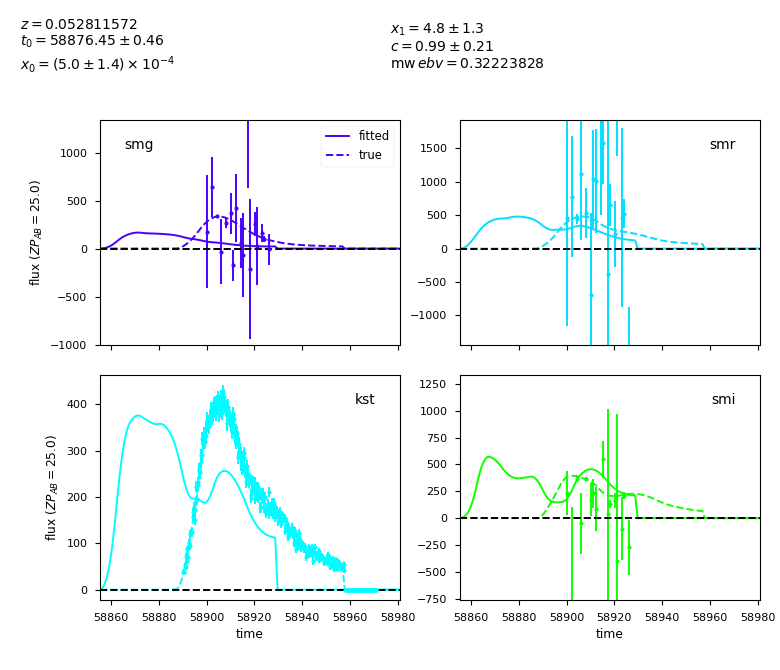 z = 0.052811572
t₀ = 58876.45 ± 0.46
x₀ = (5.0 ± 1.4) × 10⁻⁴
x₁ = 4.8 ± 1.3
c = 0.99 ± 0.21
mw ebv = 0.32223828
smg
fitted
true
1000
500
0
−500
−1000
flux (ZP_AB = 25.0)
smr
1500
1000
500
0
−500
−1000
kst
400
300
200
100
0
flux (ZP_AB = 25.0)
58860 58880 58900 58920 58940 58960 58980
time
smi
1250
1000
750
500
250
0
−250
−500
−750
58860 58880 58900 58920 58940 58960 58980
time